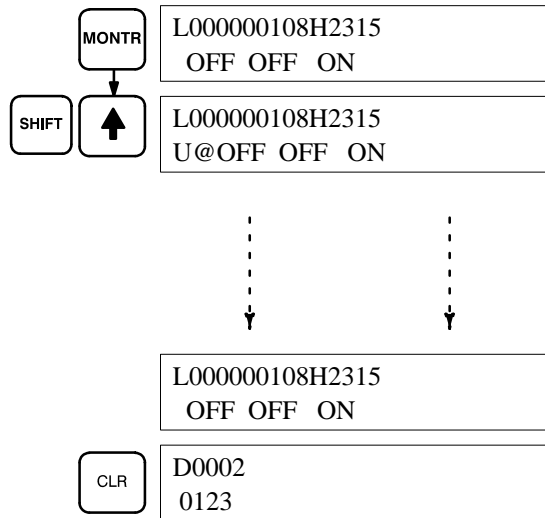 MONTR
L000000108H2315
OFF OFF ON
SHIFT
L000000108H2315
U@OFF OFF ON
L000000108H2315
OFF OFF ON
CLR
D0002
0123